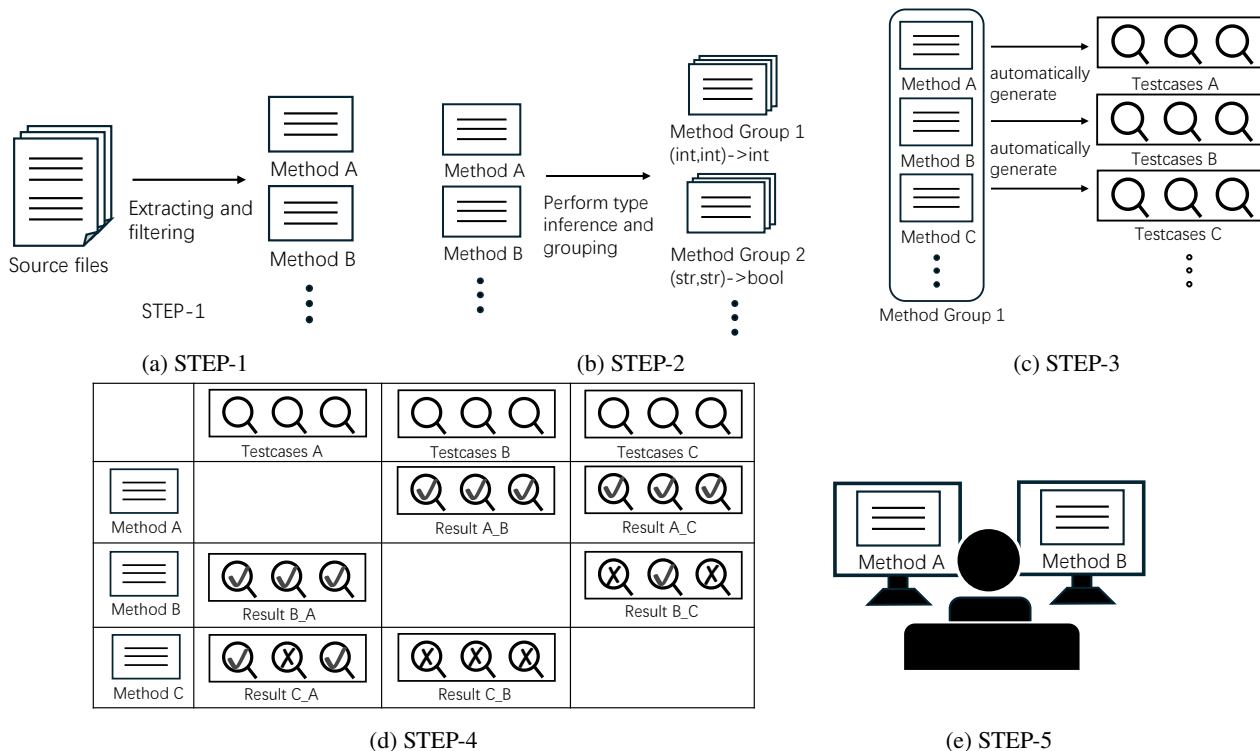 Source files
Extracting and
filtering
Method A
Method B
STEP-1
(a) STEP-1
Method A
Method B
Perform type
inference and
grouping
Method Group 1
(int,int)->int
Method Group 2
(str,str)->bool
(b) STEP-2
Method A
automatically
generate
Testcases A
Method B
automatically
generate
Testcases B
Method C
Testcases C
Method Group 1
(c) STEP-3
Testcases A
Testcases B
Testcases C
Method A
Result A_B
Result A_C
Method B
Result B_A
Result B_C
Method C
Result C_A
Result C_B
(d) STEP-4
Method A
Method B
(e) STEP-5